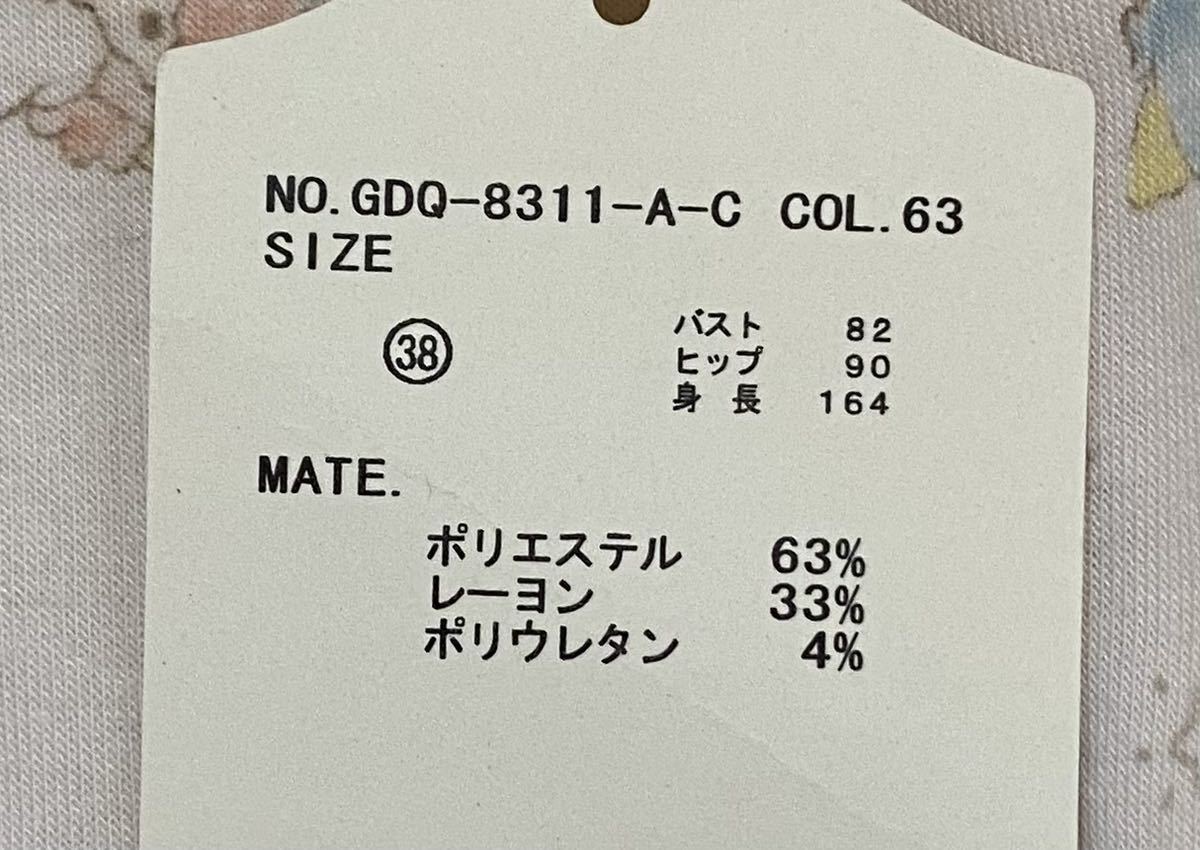 NO.GDQ-8311-A-C COL.63
SIZE
38
バスト 82
ヒップ 90
身長 164
MATE.
ポリエステル 63%
レーヨン 33%
ポリウレタン 4%